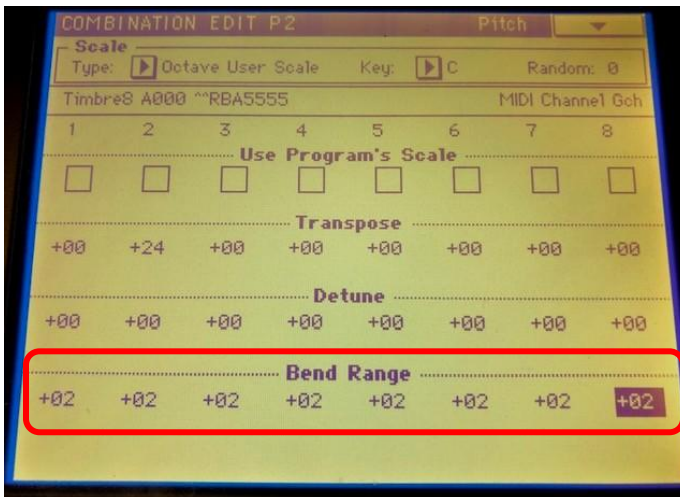 COMBINATION EDIT P2 Pitch
Scale
Type: Octave User Scale Key: C Random: 0
Timbre8 A000 ^^RBA5555 MIDI Channel Gch
1 2 3 4 5 6 7 8
Use Program's Scale
Transpose
+00 +24 +00 +00 +00 +00 +00 +00
Detune
+00 +00 +00 +00 +00 +00 +00 +00
Bend Range
+02 +02 +02 +02 +02 +02 +02 +02